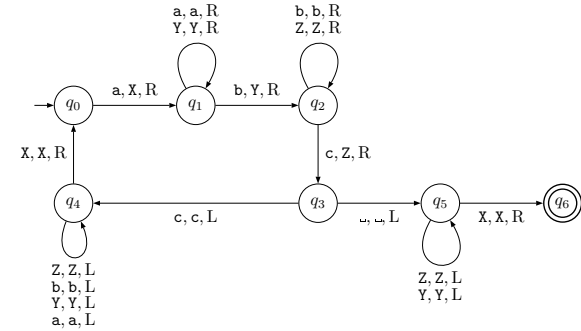 a, a, R
Y, Y, R
b, b, R
Z, Z, R
q0
a, X, R
q1
b, Y, R
q2
X, X, R
c, Z, R
q4
c, c, L
q3
␣, ␣, L
q5
X, X, R
q6
Z, Z, L
b, b, L
Y, Y, L
a, a, L
Z, Z, L
Y, Y, L